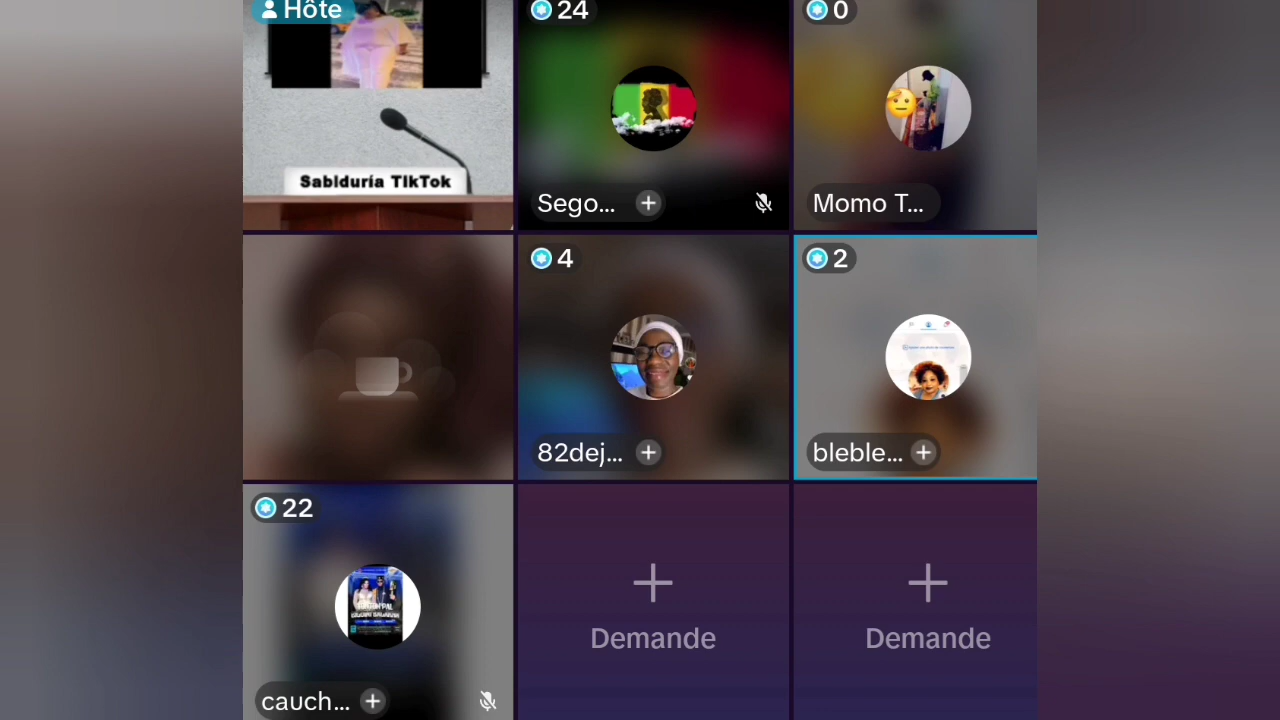 Hôte
24
0
Sabiduría TikTok
Sego...
Momo T...
4
2
82dej...
bleble...
22
cauch...
Demande
Demande